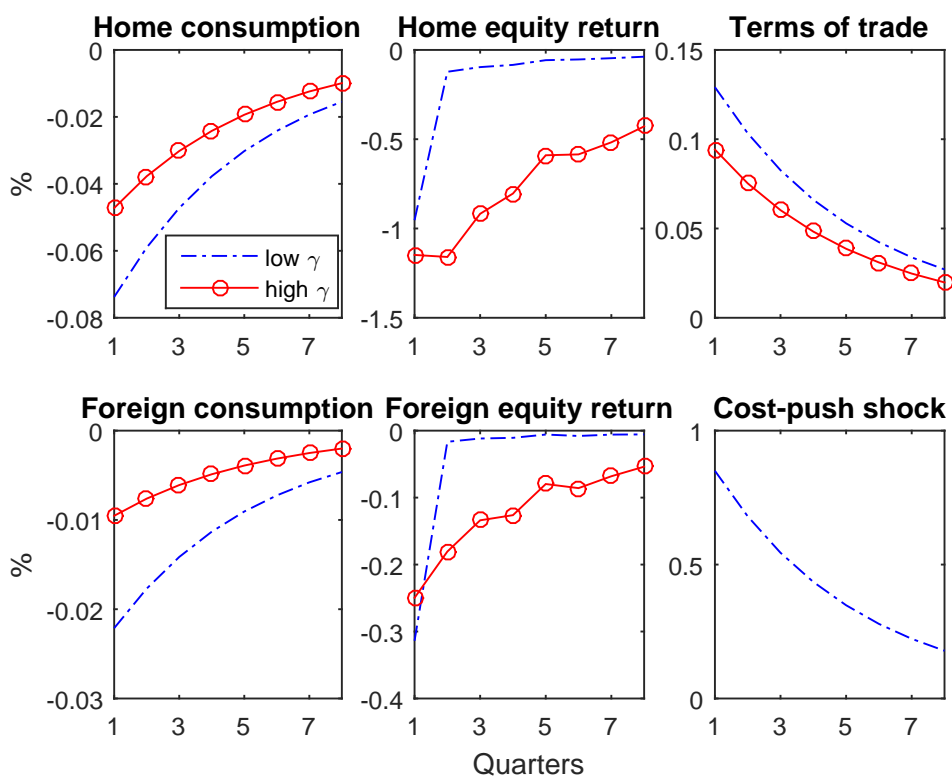 Home consumption
Home equity return
Terms of trade
0
-0.02
-0.04
-0.06
-0.08
%
low γ
high γ
1 3 5 7
0
-0.5
-1
-1.5
1 3 5 7
0.15
0.1
0.05
0
1 3 5 7
Foreign consumption
Foreign equity return
Cost-push shock
0
-0.01
-0.02
-0.03
%
1 3 5 7
0
-0.1
-0.2
-0.3
-0.4
1 3 5 7
Quarters
1
0.5
0
1 3 5 7